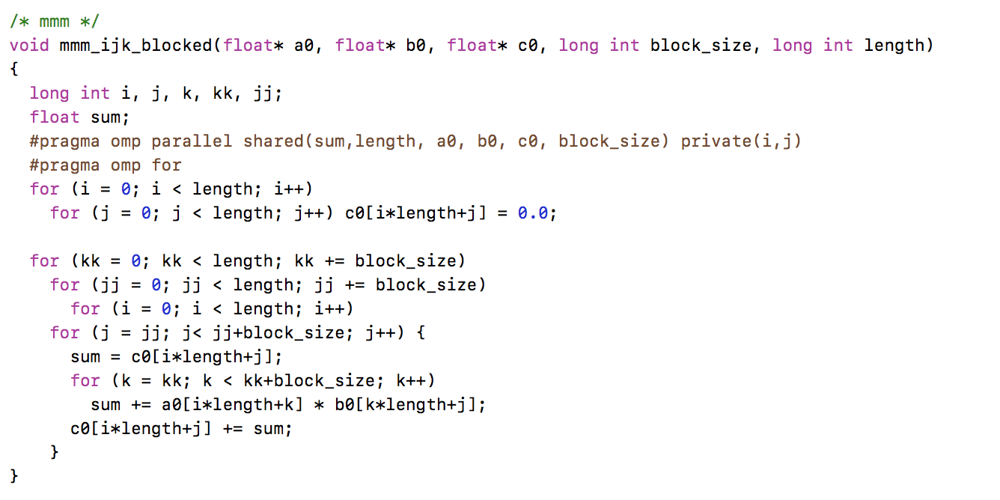 /* mmm */
void mmm_ijk_blocked(float* a0, float* b0, float* c0, long int block_size, long int length)
{
  long int i, j, k, kk, jj;
  float sum;
  #pragma omp parallel shared(sum,length, a0, b0, c0, block_size) private(i,j)
  #pragma omp for
  for (i = 0; i < length; i++)
    for (j = 0; j < length; j++) c0[i*length+j] = 0.0;

  for (kk = 0; kk < length; kk += block_size)
    for (jj = 0; jj < length; jj += block_size)
      for (i = 0; i < length; i++)
    for (j = jj; j< jj+block_size; j++) {
      sum = c0[i*length+j];
      for (k = kk; k < kk+block_size; k++)
        sum += a0[i*length+k] * b0[k*length+j];
      c0[i*length+j] += sum;
    }
}